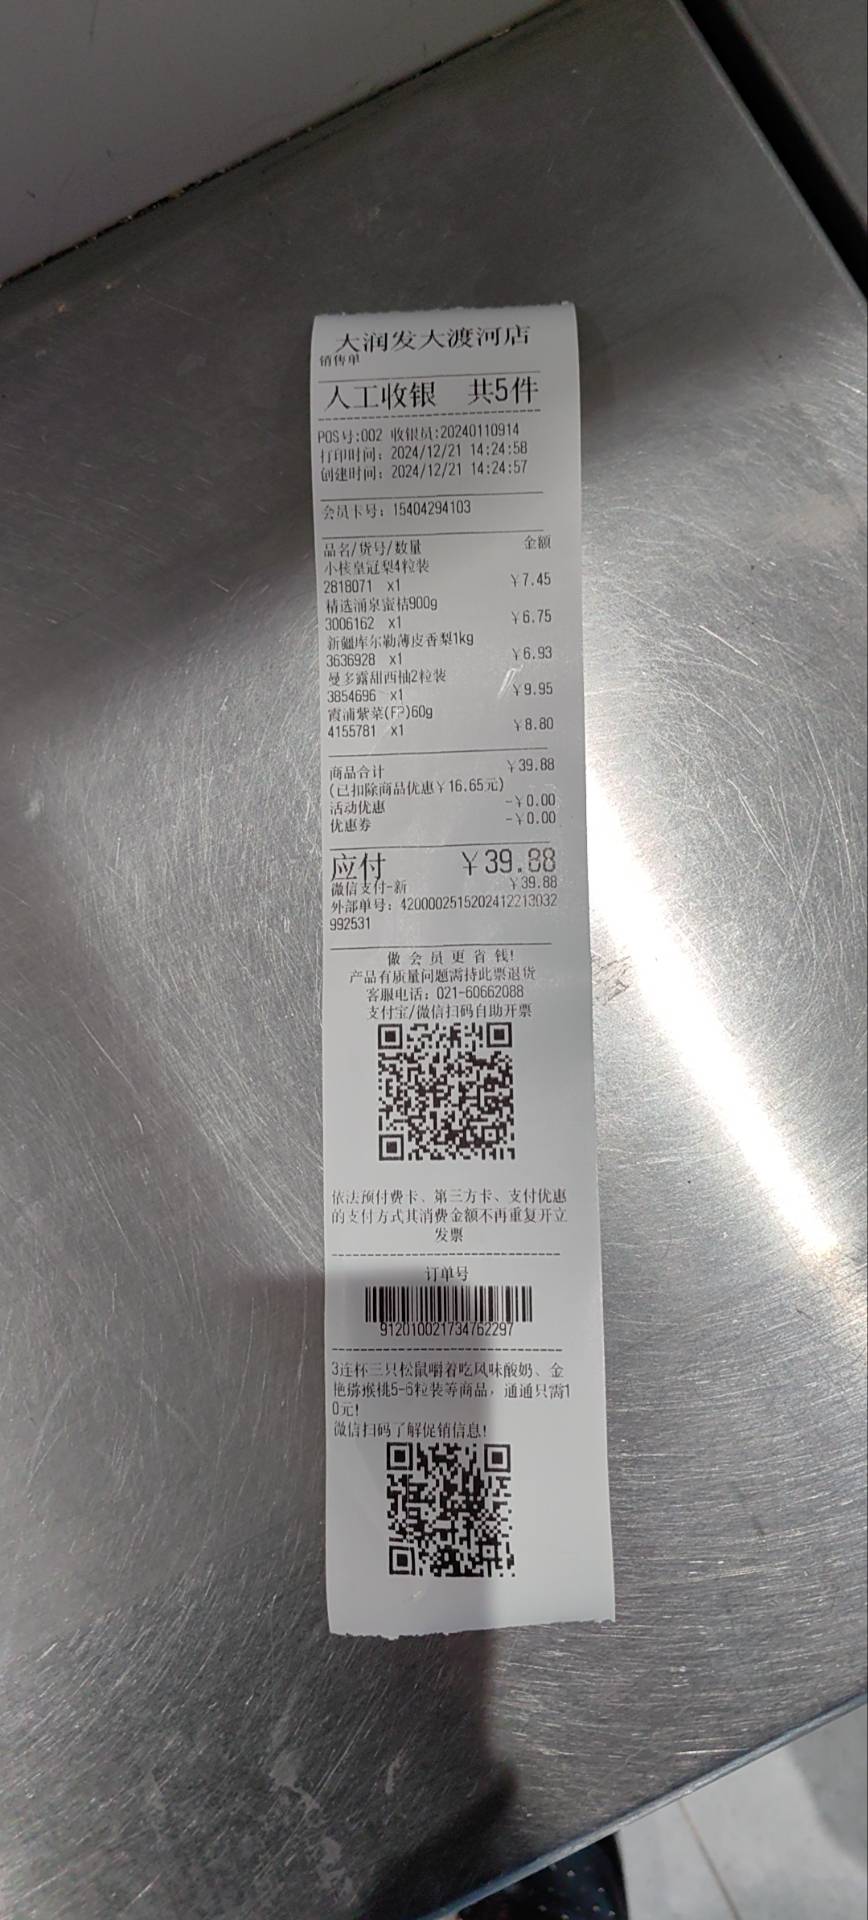 大润发大渡河店
销售单
人工收银 共5件
POS号:002 收银员:20240110914
打印时间: 2024/12/21 14:24:58
创建时间: 2024/12/21 14:24:57
会员卡号: 15404294103
品名/货号/数量 金额
小核皇冠梨4粒装
2818071 x1 ￥7.45
精选涌泉蜜桔900g
3006162 x1 ￥6.75
新疆库尔勒薄皮香梨1kg
3636928 x1 ￥6.93
曼多露甜西柚2粒装
3854696 x1 ￥9.95
霞浦紫菜(FP)60g
4155781 x1 ￥8.80
商品合计 ￥39.88
(已扣除商品优惠￥16.65元)
活动优惠 -￥0.00
优惠券 -￥0.00
应付 ￥39.88
微信支付-新 ￥39.88
外部单号: 4200002515202412213032
992531
做会员更省钱!
产品有质量问题需持此票退货
客服电话: 021-60662088
支付宝/微信扫码自助开票
依法预付费卡、第三方卡、支付优惠
的支付方式其消费金额不再重复开立
发票
订单号
912010021734762297
3连杯三只松鼠嚼着吃风味酸奶、金
艳猕猴桃5-6粒装等商品，通通只需1
0元!
微信扫码了解促销信息!